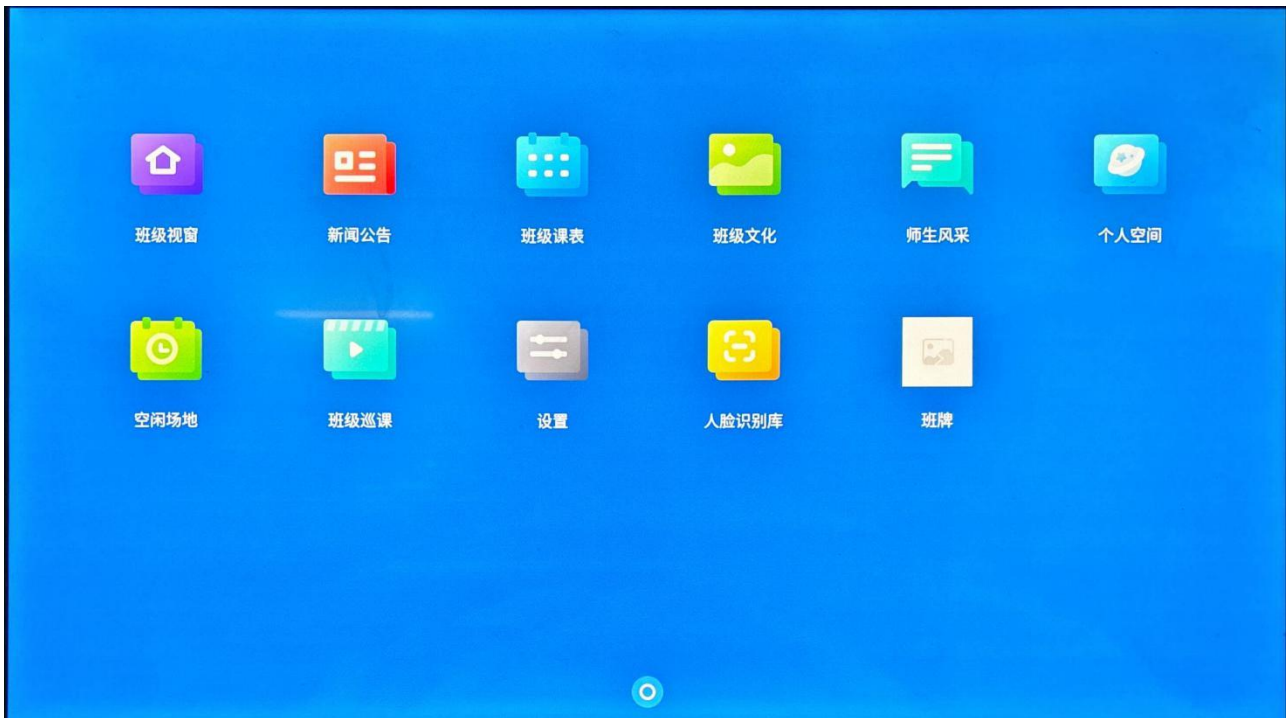 班级视窗
新闻公告
班级课表
班级文化
师生风采
个人空间
空闲场地
班级巡课
设置
人脸识别库
班牌